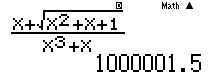 D Math ▲
x+√x²+x+1
x³+x
1000001.5